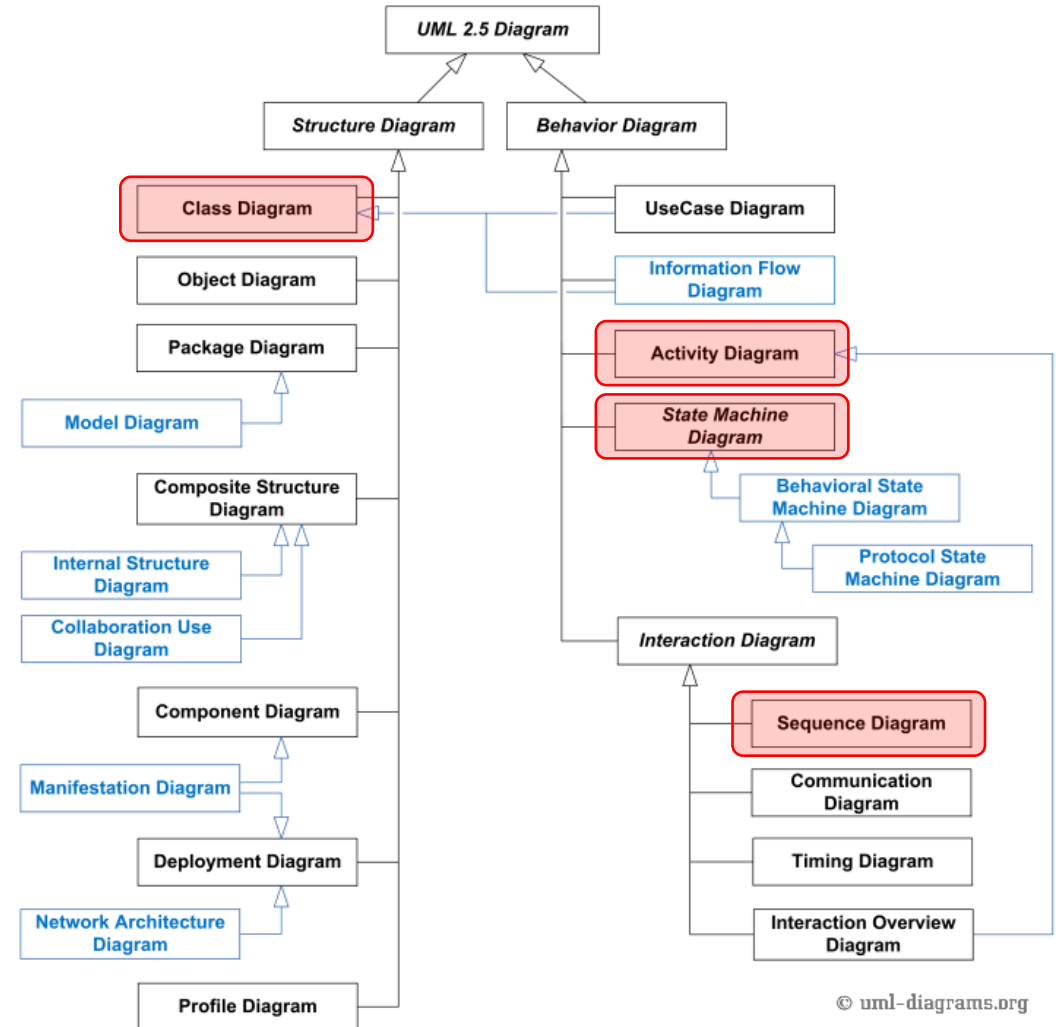 UML 2.5 Diagram
Structure Diagram
Behavior Diagram
Class Diagram
UseCase Diagram
Object Diagram
Information Flow
Diagram
Package Diagram
Activity Diagram
Model Diagram
State Machine
Diagram
Composite Structure
Diagram
Behavioral State
Machine Diagram
Internal Structure
Diagram
Protocol State
Machine Diagram
Collaboration Use
Diagram
Interaction Diagram
Component Diagram
Sequence Diagram
Manifestation Diagram
Communication
Diagram
Deployment Diagram
Timing Diagram
Network Architecture
Diagram
Interaction Overview
Diagram
Profile Diagram
© uml-diagrams.org